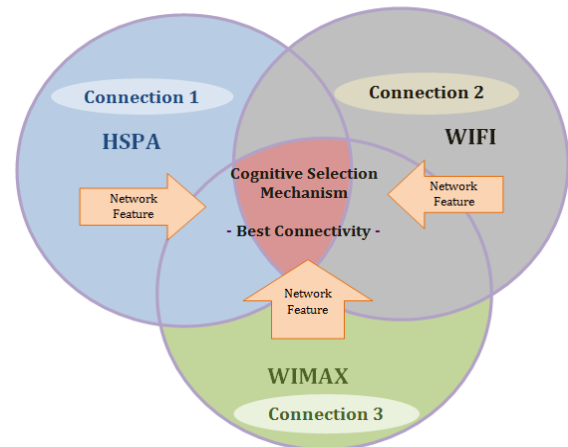 Connection 1
HSPA
Network
Feature
Connection 2
WIFI
Network
Feature
Cognitive Selection
Mechanism
- Best Connectivity -
Network
Feature
WIMAX
Connection 3